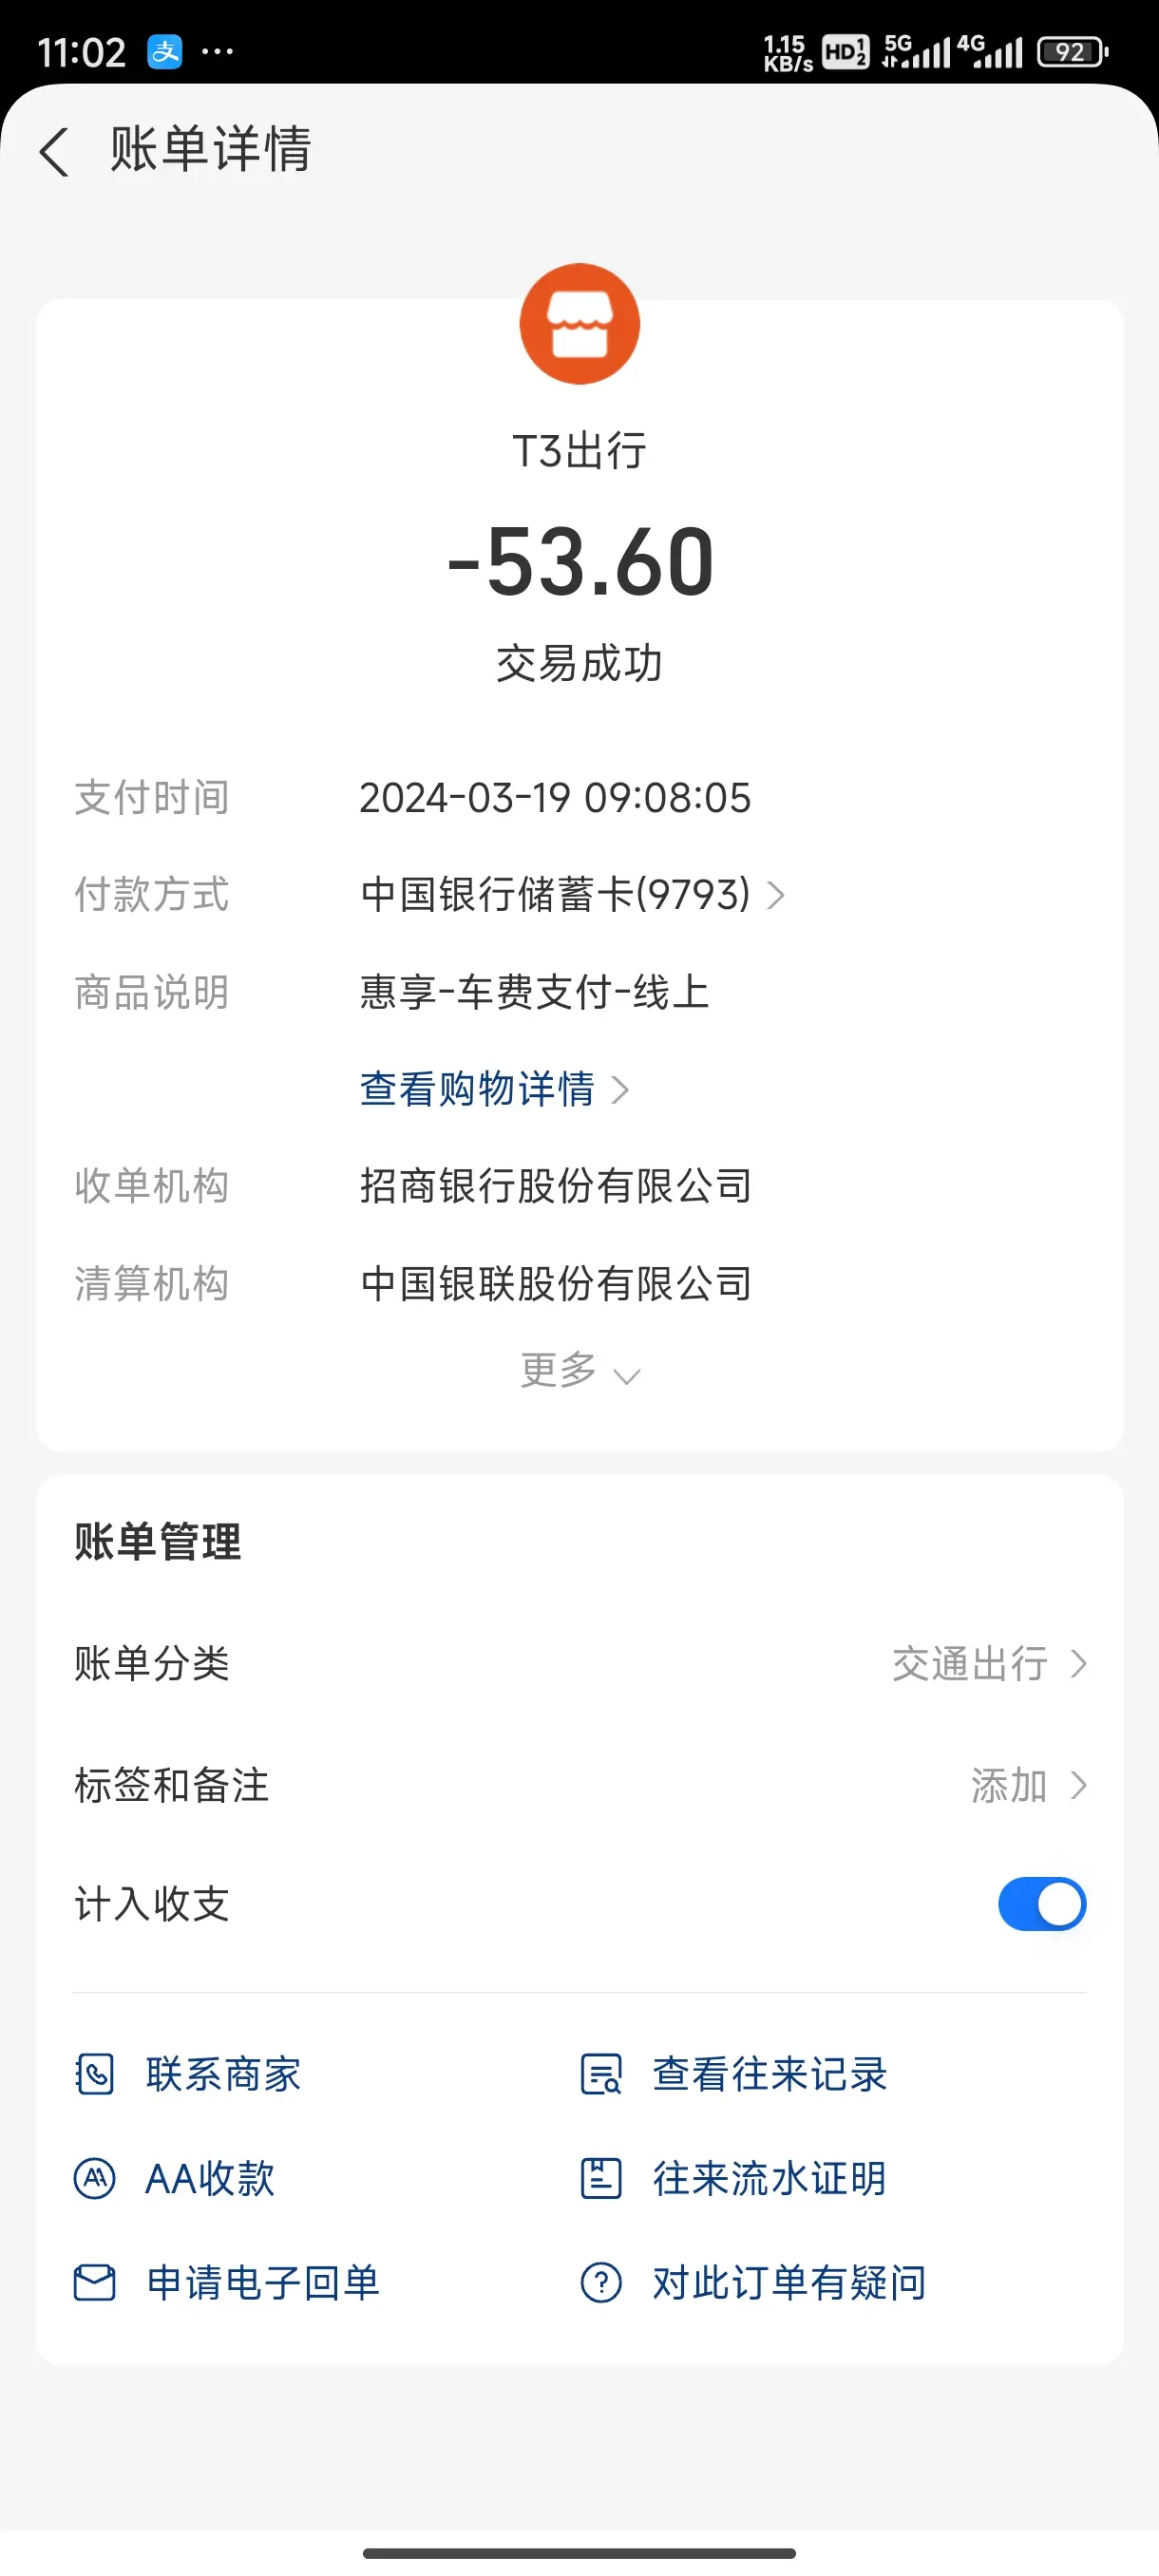 11:02 支 ...
1.15 KB/s HD 1 2 5G 4G 92
账单详情
T3出行
-53.60
交易成功
支付时间 2024-03-19 09:08:05
付款方式 中国银行储蓄卡(9793)
商品说明 惠享-车费支付-线上
查看购物详情
收单机构 招商银行股份有限公司
清算机构 中国银联股份有限公司
更多
账单管理
账单分类 交通出行
标签和备注 添加
计入收支
联系商家 查看往来记录
AA收款 往来流水证明
申请电子回单 对此订单有疑问